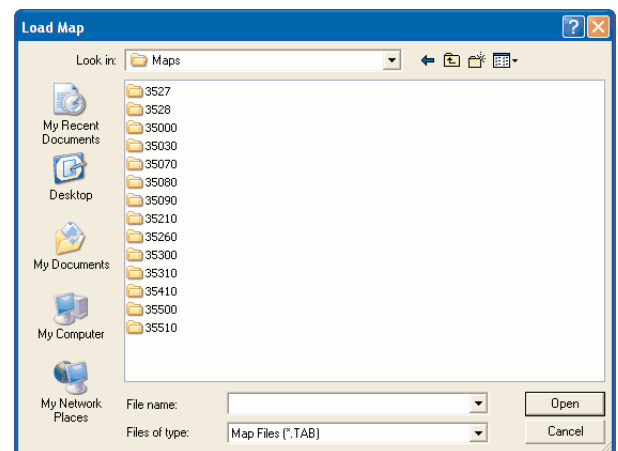 Load Map
Look in: Maps
3527
3528
35000
35030
35070
35080
35090
35210
35260
35300
35310
35410
35500
35510
My Recent
Documents
Desktop
My Documents
My Computer
My Network
Places
File name:
Open
Files of type: Map Files (*.TAB)
Cancel